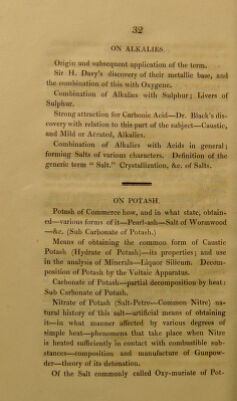 32
ON ALKALIES.
Origin and subsequent application of the term.
Sir H. Davy's discovery of their metallic base, and
the combination of this with Oxygene.
Combination of Alkalies with Sulphur; Livers of
Sulphur.
Strong attraction for Carbonic Acid—Dr. Black's dis-
covery with relation to this part of the subject—Caustic,
and Mild or Aërated, Alkalies.
Combination of Alkalies with Acids in general;
forming Salts of various characters. Definition of the
generic term “ Salt.” Crystallization, &c. of Salts.
ON POTASH.
Potash of Commerce how, and in what state, obtain-
ed—various forms of it—Pearl-ash—Salt of Wormwood
—&c. (Sub Carbonate of Potash.)
Means of obtaining the common form of Caustic
Potash (Hydrate of Potash)—its properties; and use
in the analysis of Minerals—Liquor Silicum. Decom-
position of Potash by the Voltaic Apparatus.
Carbonate of Potash—partial decomposition by heat:
Sub Carbonate of Potash.
Nitrate of Potash (Salt-Petre—Common Nitre) na-
tural history of this salt—artificial means of obtaining
it—in what manner affected by various degrees of
simple heat—phenomena that take place when Nitre
is heated sufficiently in contact with combustible sub-
stances—composition and manufacture of Gunpow-
der—theory of its detonation.
Of the Salt commonly called Oxy-muriate of Pot-